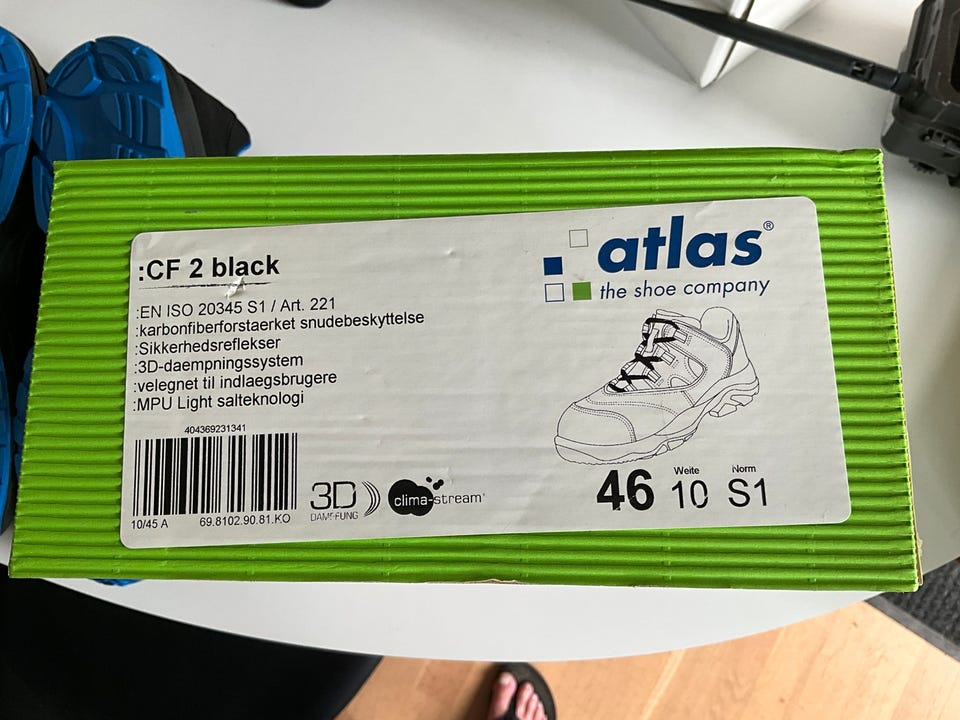 :CF 2 black
:EN ISO 20345 S1 / Art. 221
:karbonfiberforstaerket snudebeskyttelse
:Sikkerhedsreflekser
:3D-daempningssystem
:velegnet til indlaegsbrugere
:MPU Light salteknologi
404369231341
10/45 A 69.8102.90.81.KO
3D
DÄMPFUNG
clima-stream®
atlas®
the shoe company
Weite Norm
46 10 S1